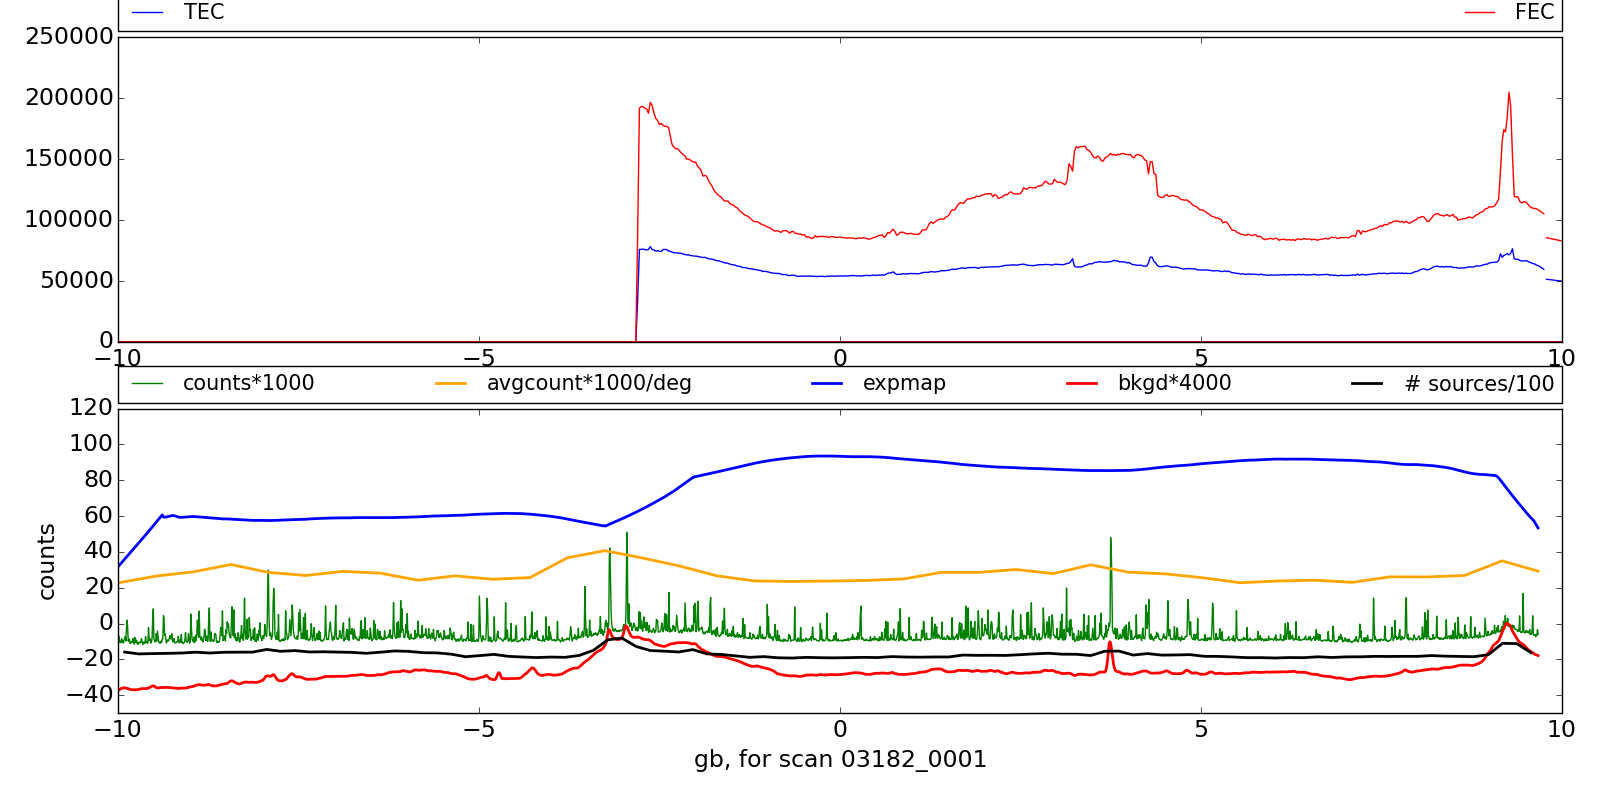 TEC FEC
250000
200000
150000
100000
50000
0
−10 −5 0 5 10
counts*1000 avgcount*1000/deg expmap bkgd*4000 # sources/100
120
100
80
60
40
20
0
−20
−40
counts
−10 −5 0 5 10
gb, for scan 03182_0001